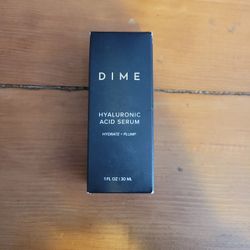 DIME
HYALURONIC
ACID SERUM
HYDRATE + PLUMP
1 FL OZ | 30 ML